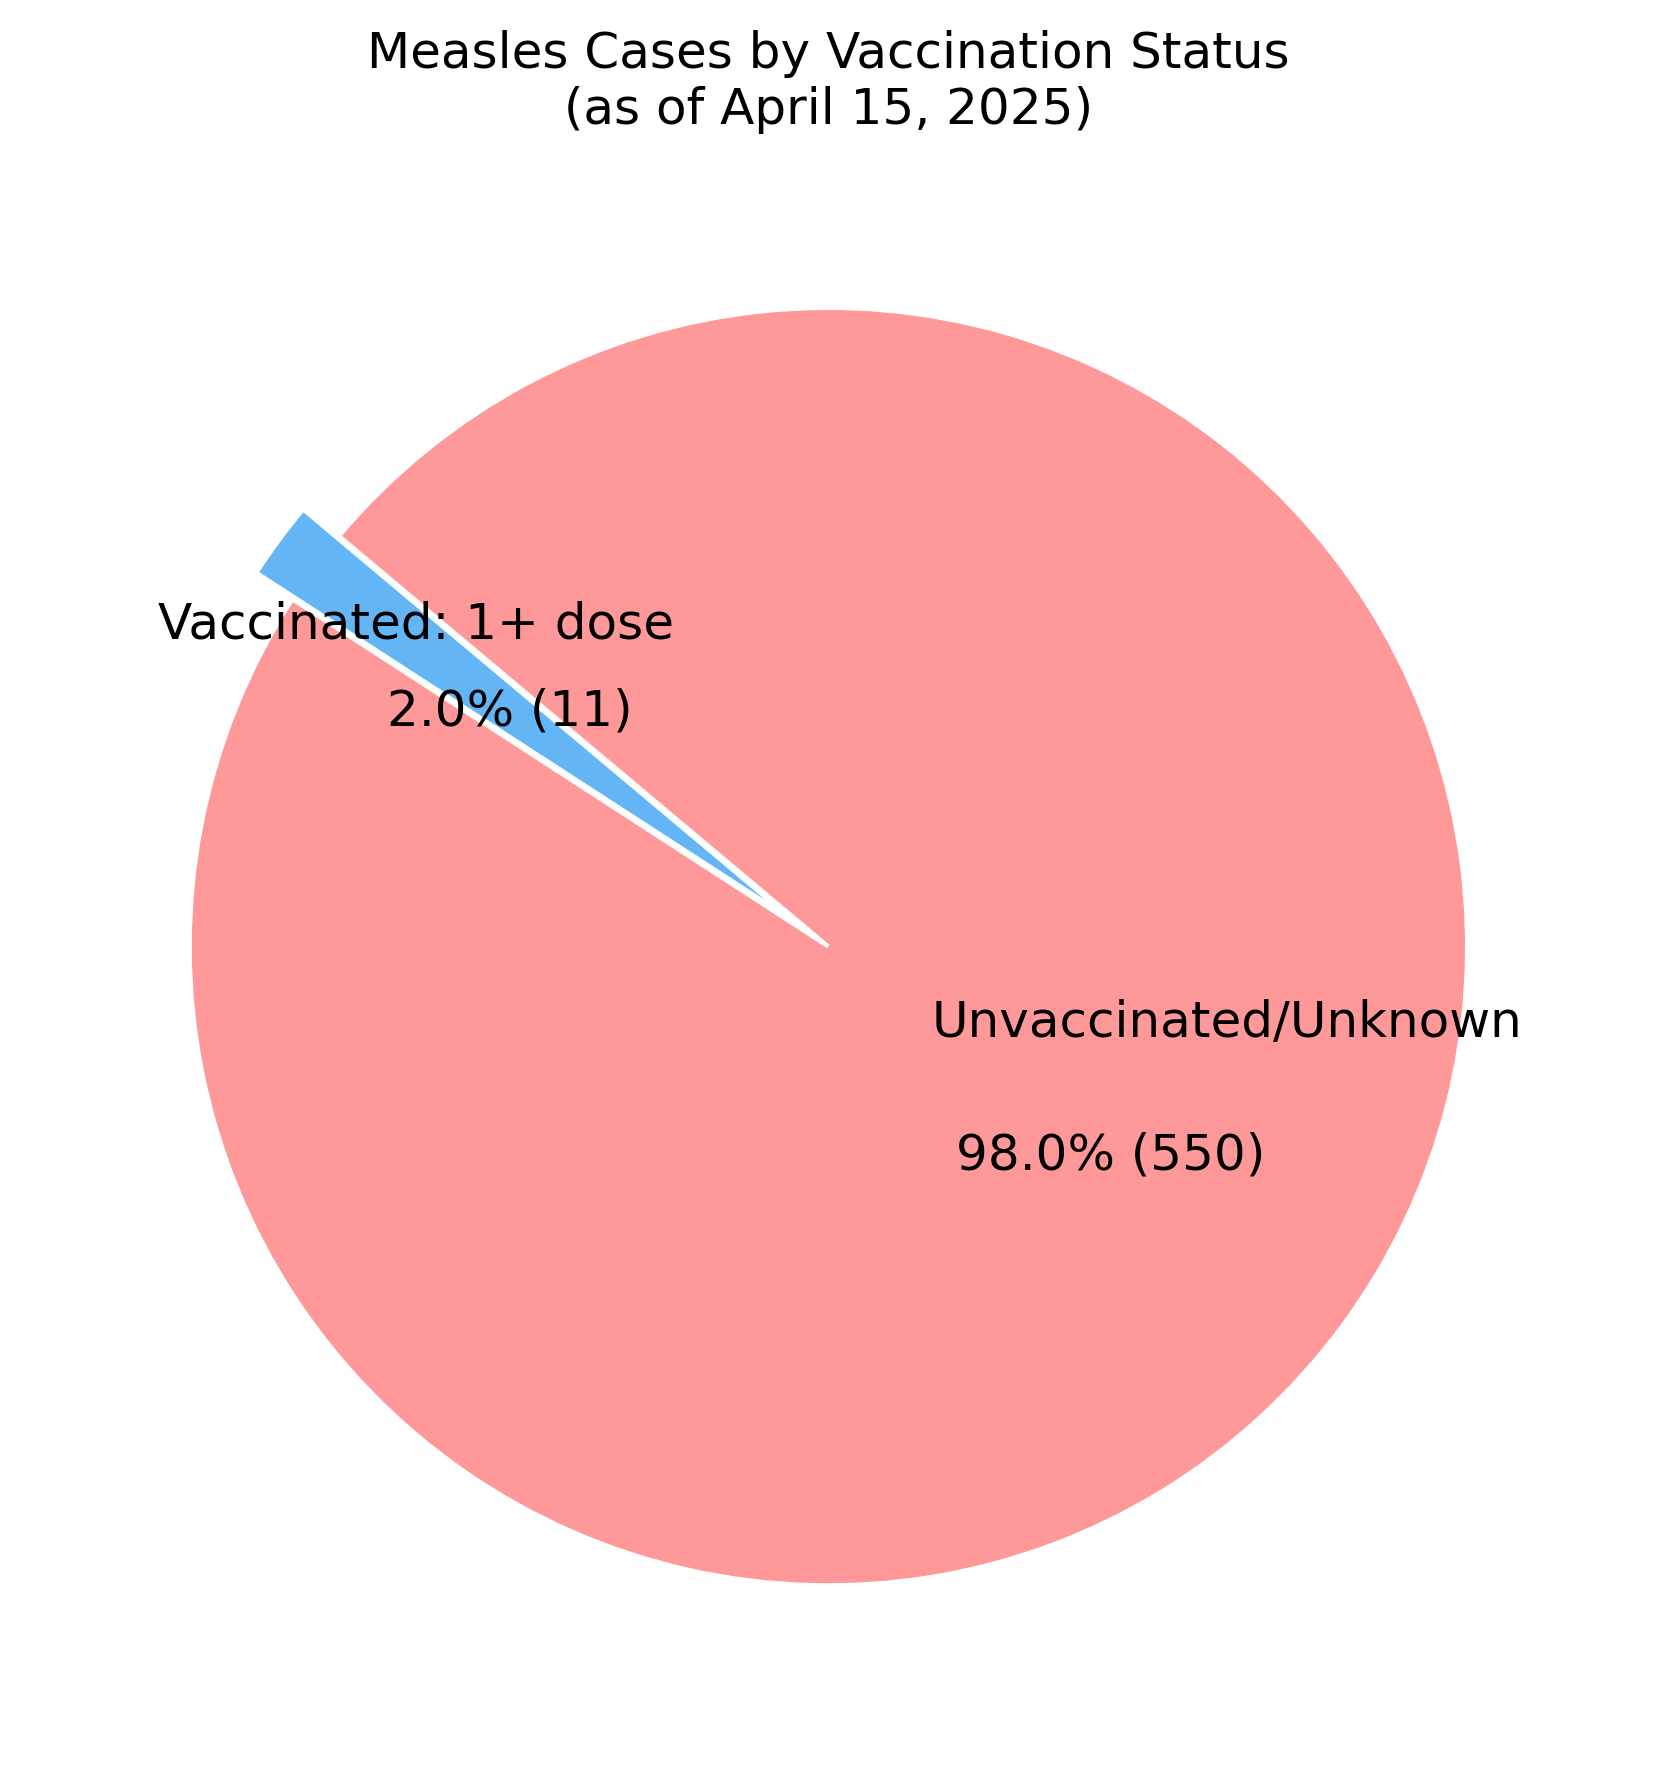 Measles Cases by Vaccination Status
(as of April 15, 2025)
Vaccinated: 1+ dose
2.0% (11)
Unvaccinated/Unknown
98.0% (550)